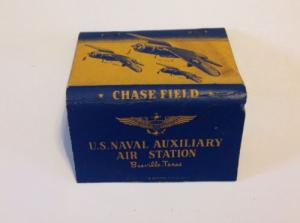 ★ CHASE FIELD ★
U.S. NAVAL AUXILIARY
AIR STATION
Beeville, Texas